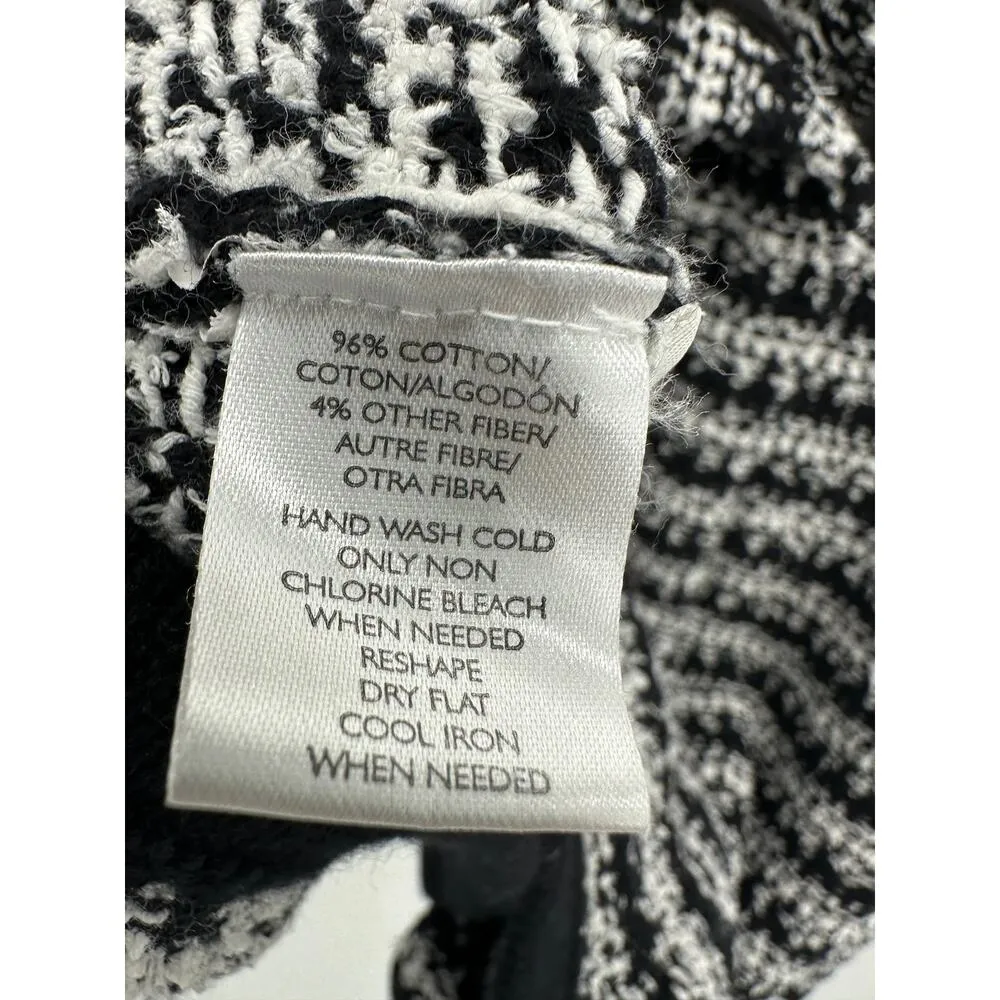 96% COTTON/
COTON/ALGODÓN
4% OTHER FIBER/
AUTRE FIBRE/
OTRA FIBRA
HAND WASH COLD
ONLY NON
CHLORINE BLEACH
WHEN NEEDED
RESHAPE
DRY FLAT
COOL IRON
WHEN NEEDED